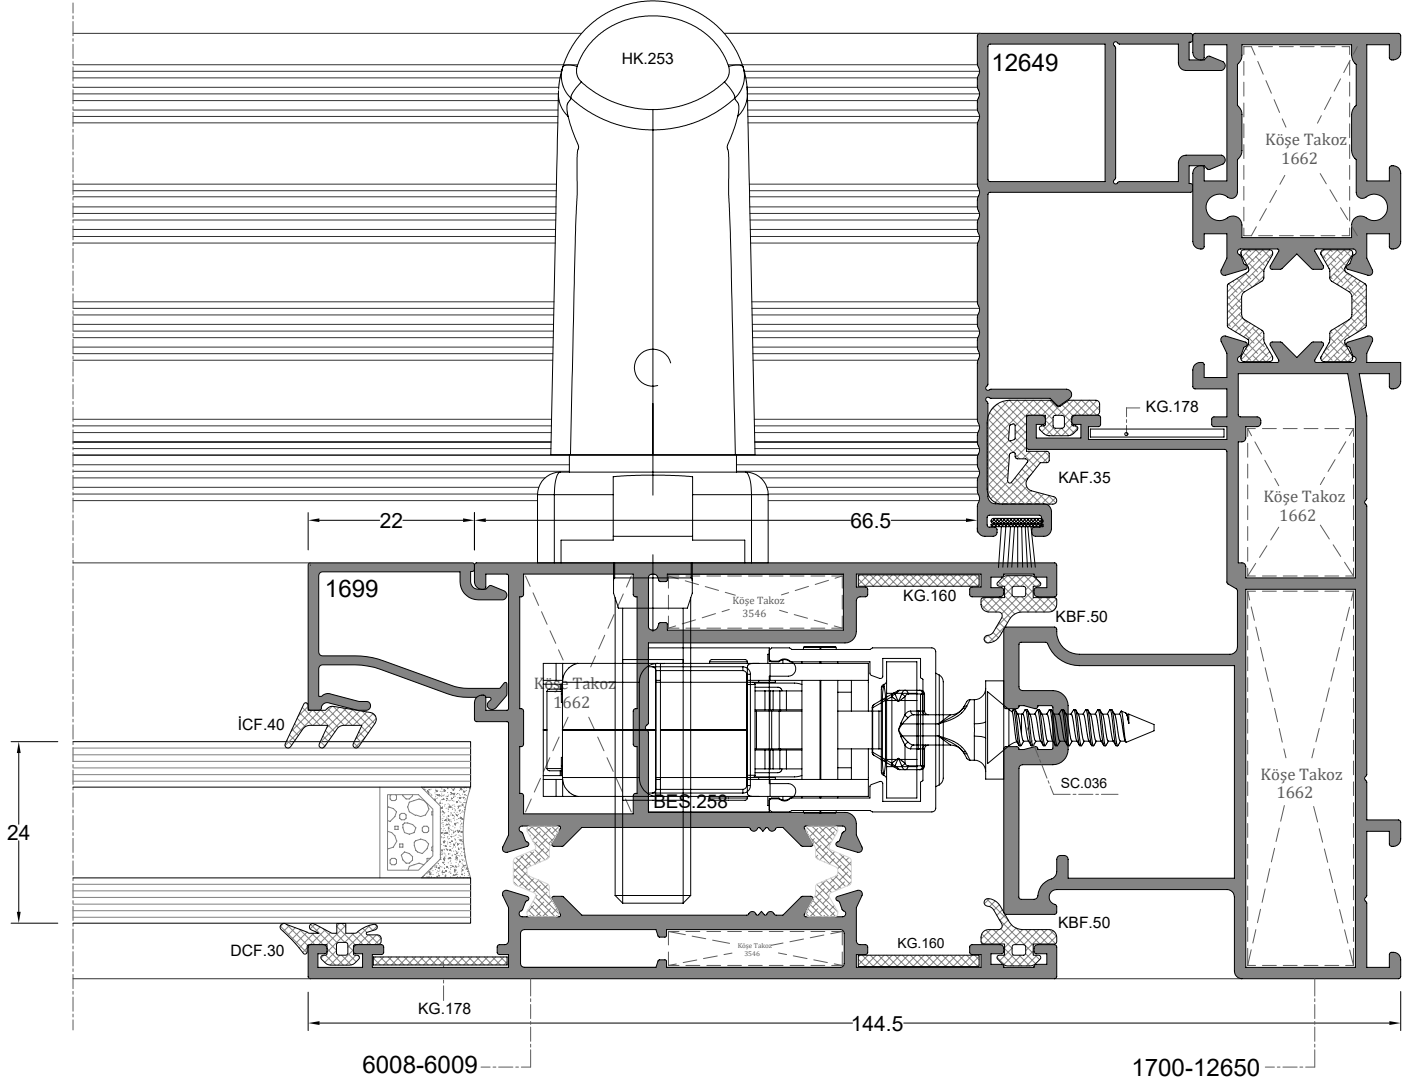 HK.253
12649
Köşe Takoz
1662
KG.178
KAF.35
Köşe Takoz
1662
22
66.5
1699
Köşe Takoz
3546
KG.160
KBF.50
Köşe Takoz
1662
İCF.40
SC.036
Köşe Takoz
1662
BES.258
24
DCF.30
Köşe Takoz
3546
KG.160
KBF.50
KG.178
144.5
6008-6009
1700-12650